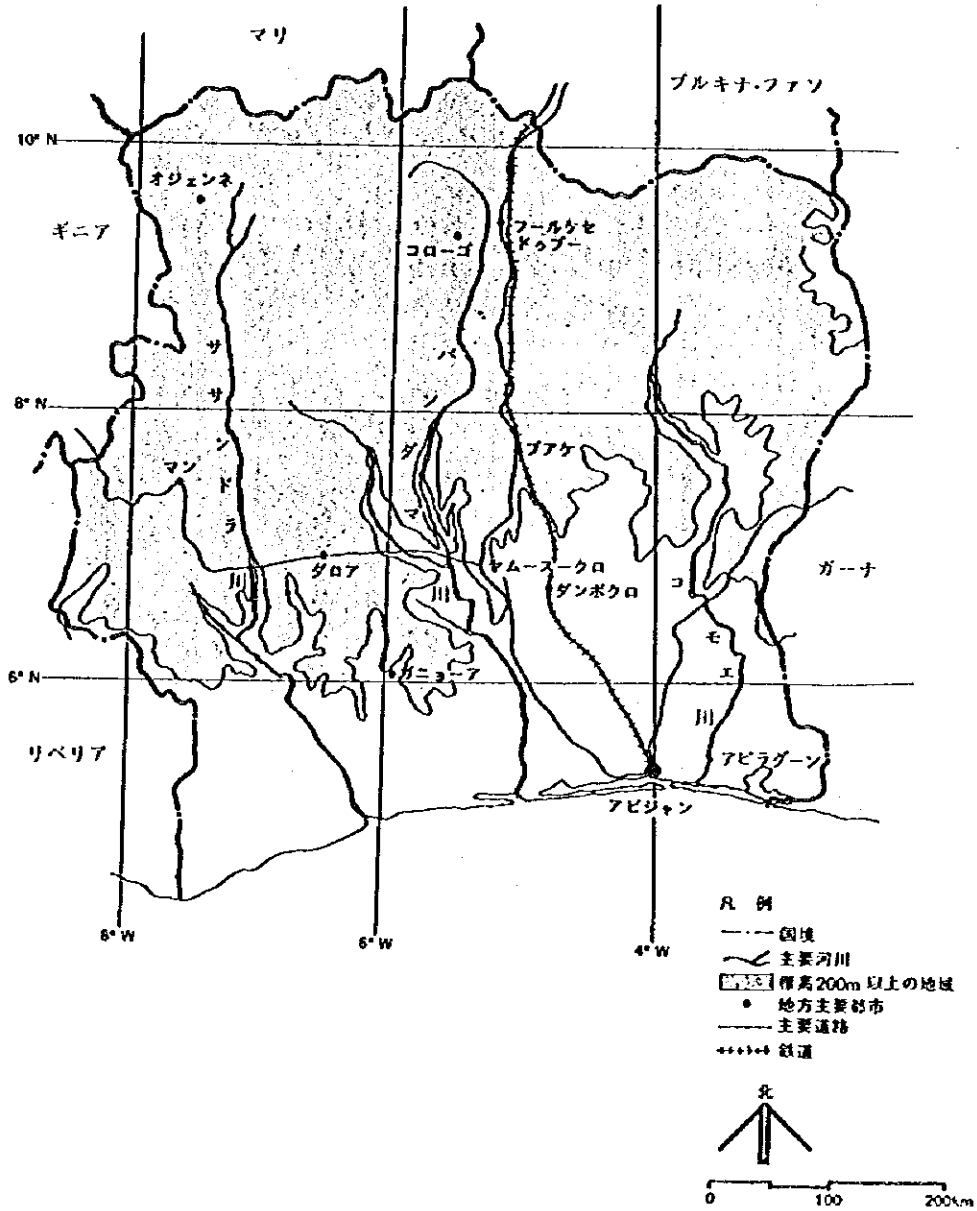 マリ
ブルキナ・ファソ
10° N
オジェンネ
ギニア
コローゴ
フールケセ
ドゥブー
ササンドラ川
バンダマ川
8° N
マン
ブアケ
ダロア
ヤムースークロ
ダンボクロ
コモエ川
ガーナ
6° N
ガニョーア
リベリア
アビラグーン
アビジャン
8° W
6° W
4° W
凡 例
国境
主要河川
標高200m 以上の地域
地方主要都市
主要道路
鉄道
北
0 100 200km